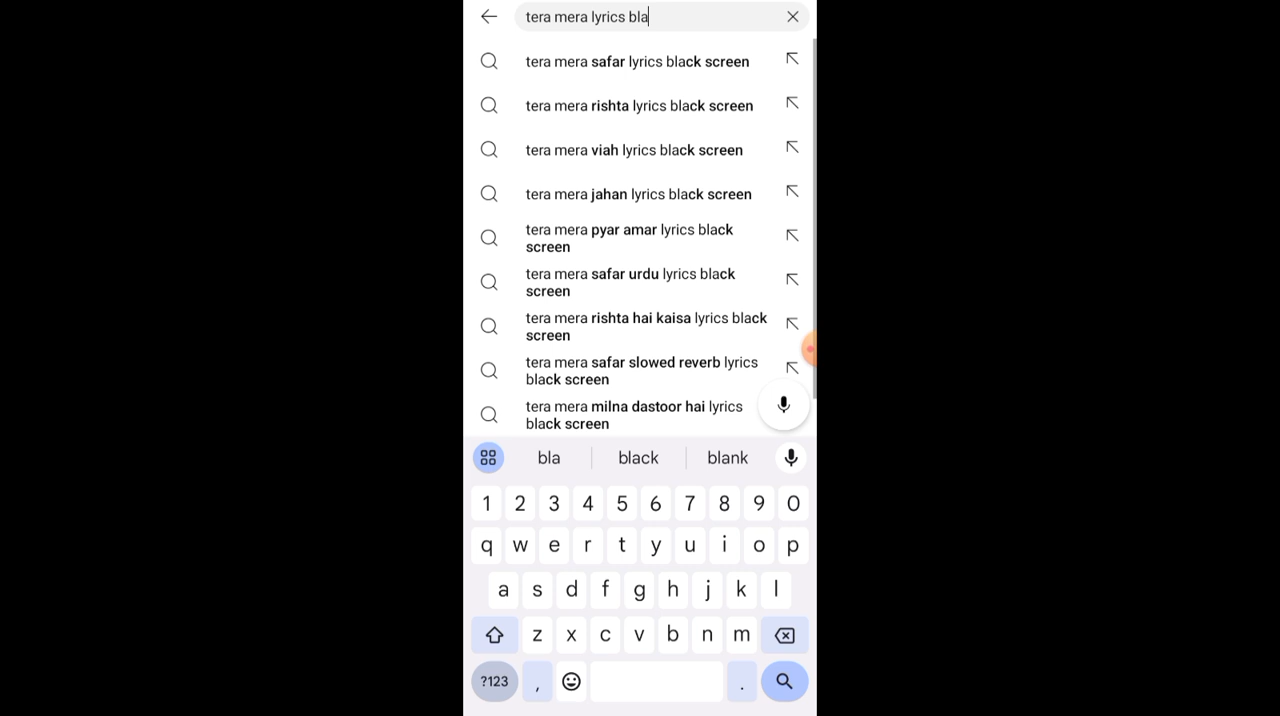 tera mera lyrics bla
tera mera safar lyrics black screen
tera mera rishta lyrics black screen
tera mera viah lyrics black screen
tera mera jahan lyrics black screen
tera mera pyar amar lyrics black
screen
tera mera safar urdu lyrics black
screen
tera mera rishta hai kaisa lyrics black
screen
tera mera safar slowed reverb lyrics
black screen
tera mera milna dastoor hai lyrics
black screen
bla black blank
1 2 3 4 5 6 7 8 9 0
q w e r t y u i o p
a s d f g h j k l
z x c v b n m
?123 , .